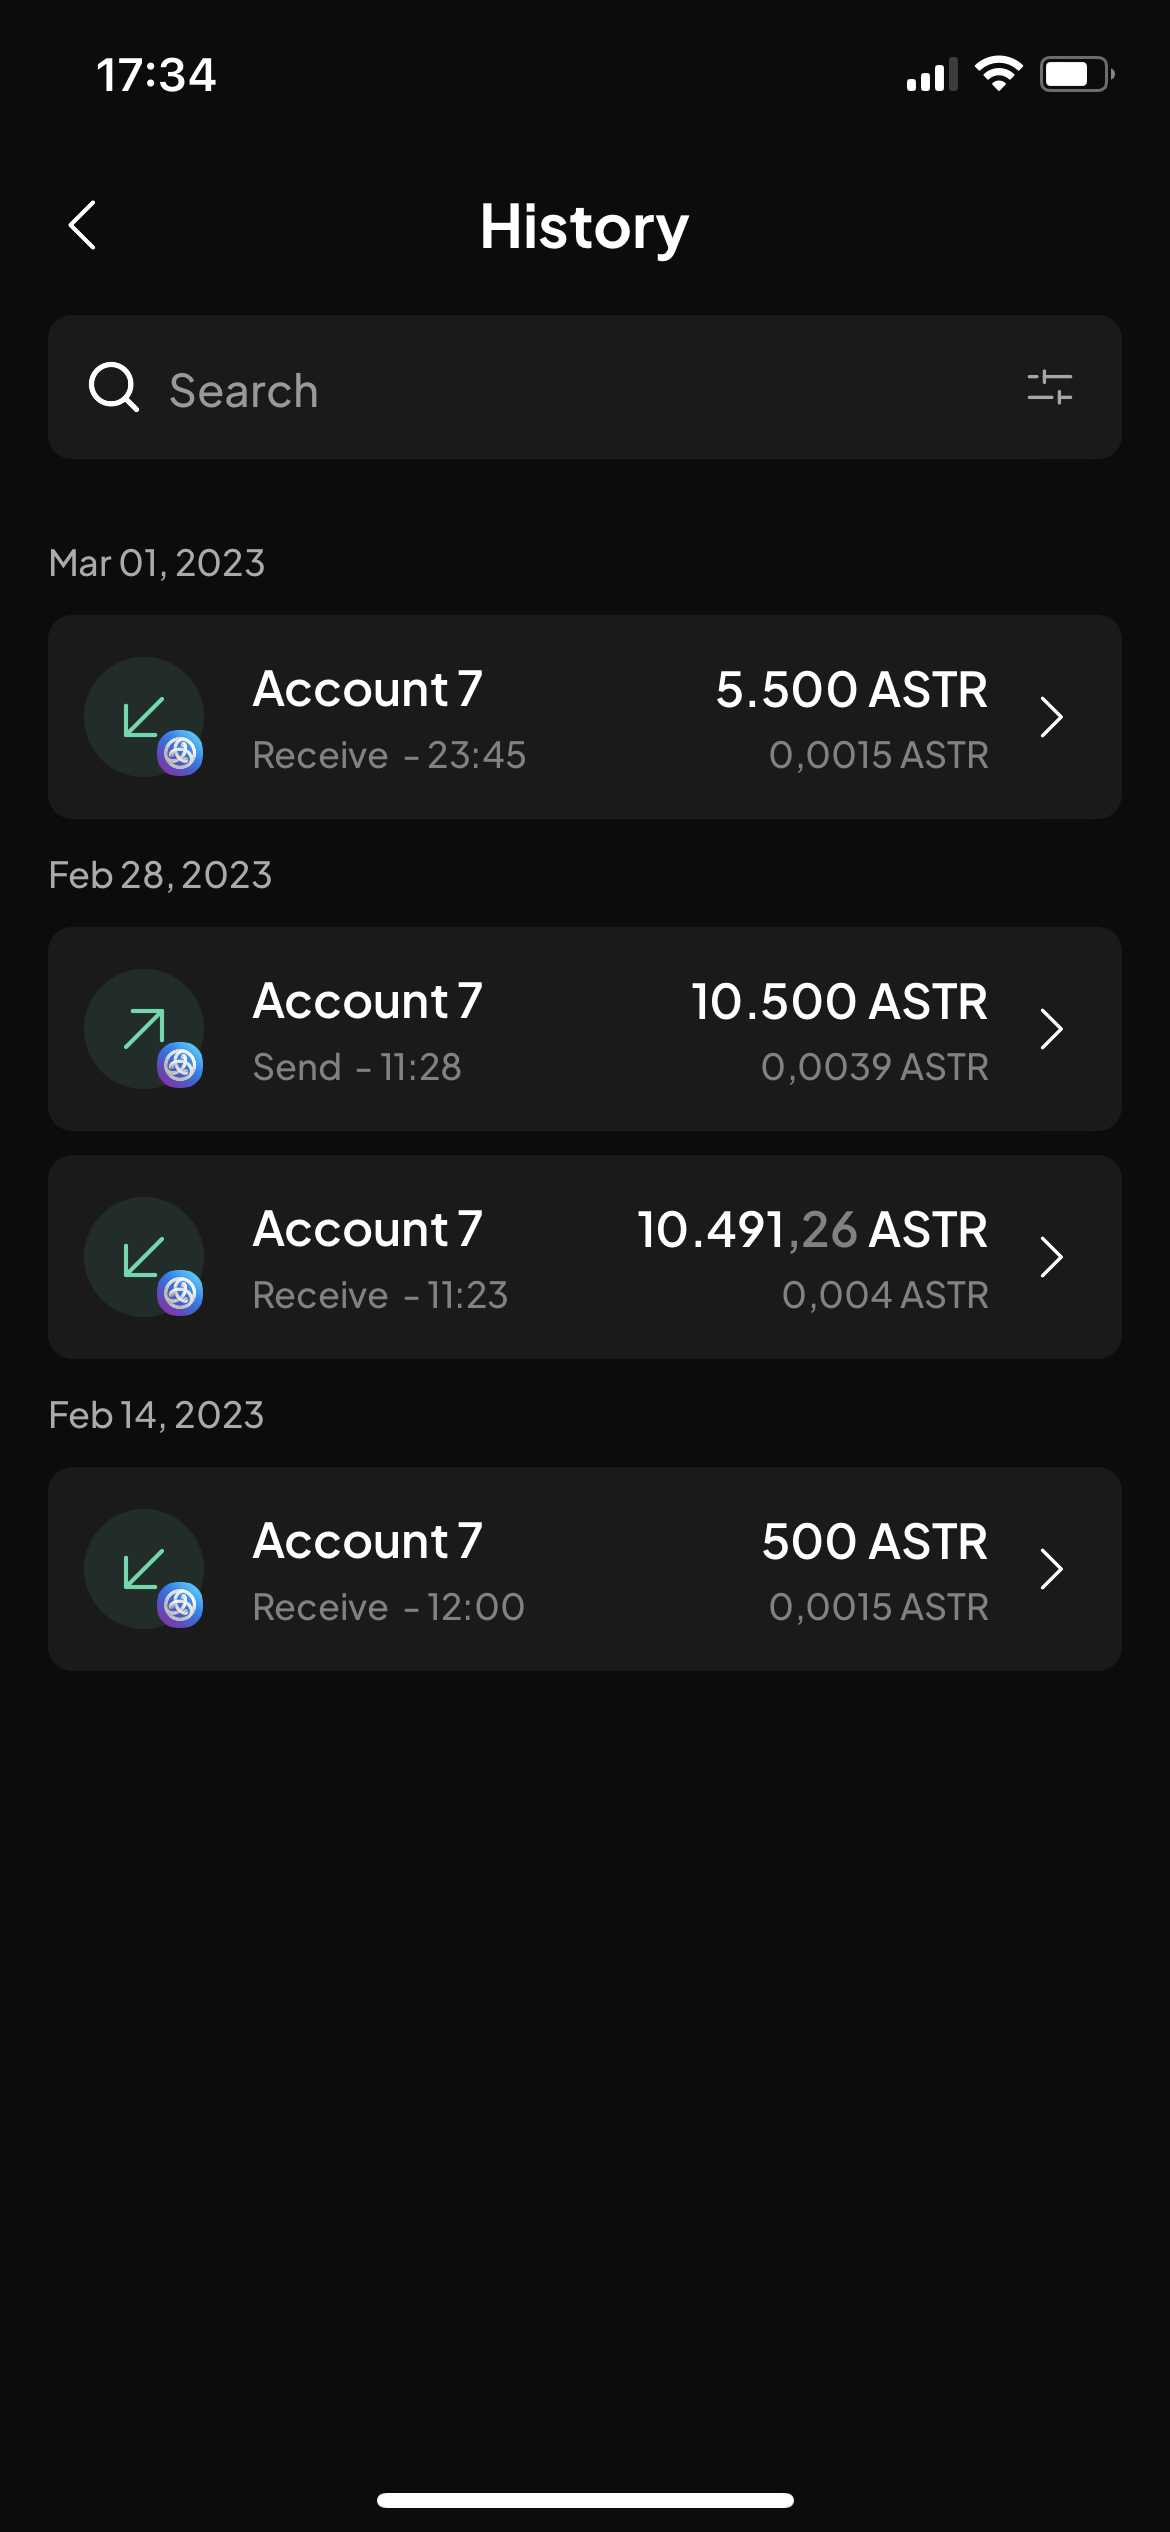 17:34
History
Search
Mar 01, 2023
Account 7 5.500 ASTR
Receive - 23:45 0,0015 ASTR
Feb 28, 2023
Account 7 10.500 ASTR
Send - 11:28 0,0039 ASTR
Account 7 10.491,26 ASTR
Receive - 11:23 0,004 ASTR
Feb 14, 2023
Account 7 500 ASTR
Receive - 12:00 0,0015 ASTR